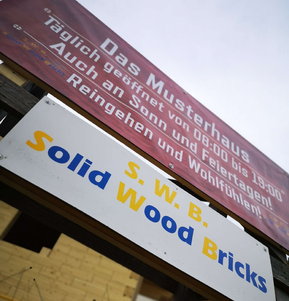 Das Musterhaus
Täglich geöffnet von 08:00 bis 19:00
Auch an Sonn und Feiertagen!
Reingehen und Wohlfühlen!
S. W. B.
Solid Wood Bricks